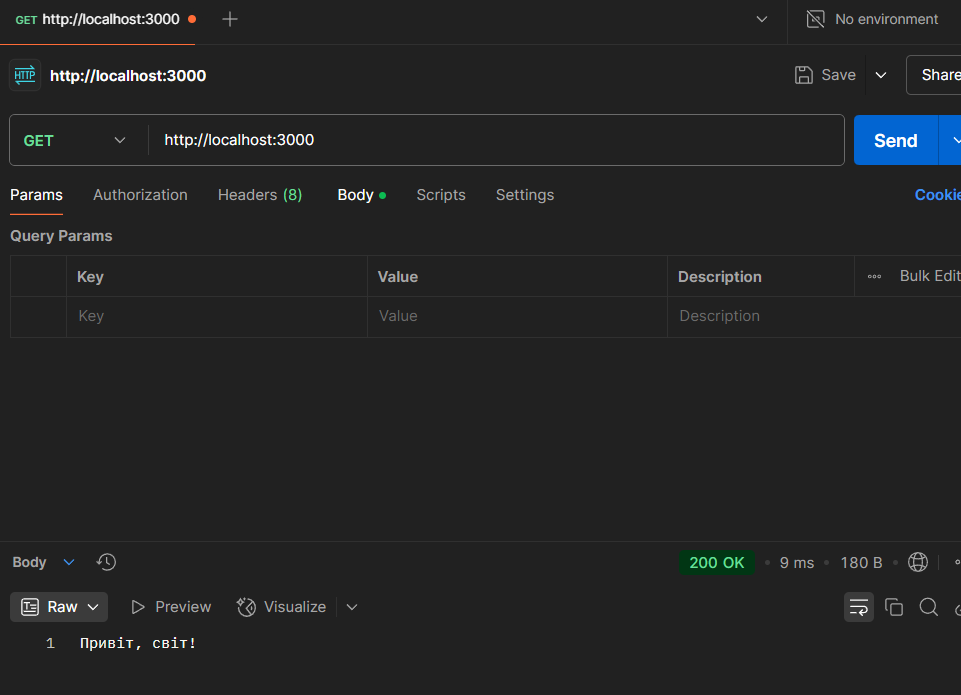 GET http://localhost:3000
No environment
HTTP http://localhost:3000
Save
Share
GET http://localhost:3000
Send
Params Authorization Headers (8) Body Scripts Settings
Cookie
Query Params
Key Value Description Bulk Edit
Key Value Description
Body
200 OK 9 ms 180 B
Raw Preview Visualize
1 Привіт, світ!